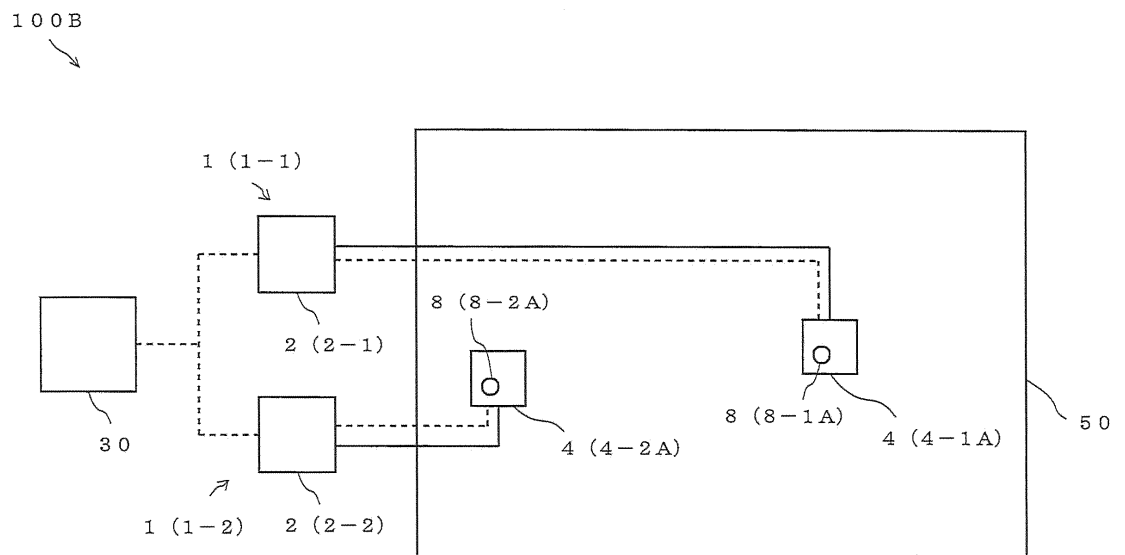 100B
1 (1-1)
8 (8-2A)
2 (2-1)
30
8 (8-1A)
50
4 (4-2A)
4 (4-1A)
1 (1-2)
2 (2-2)